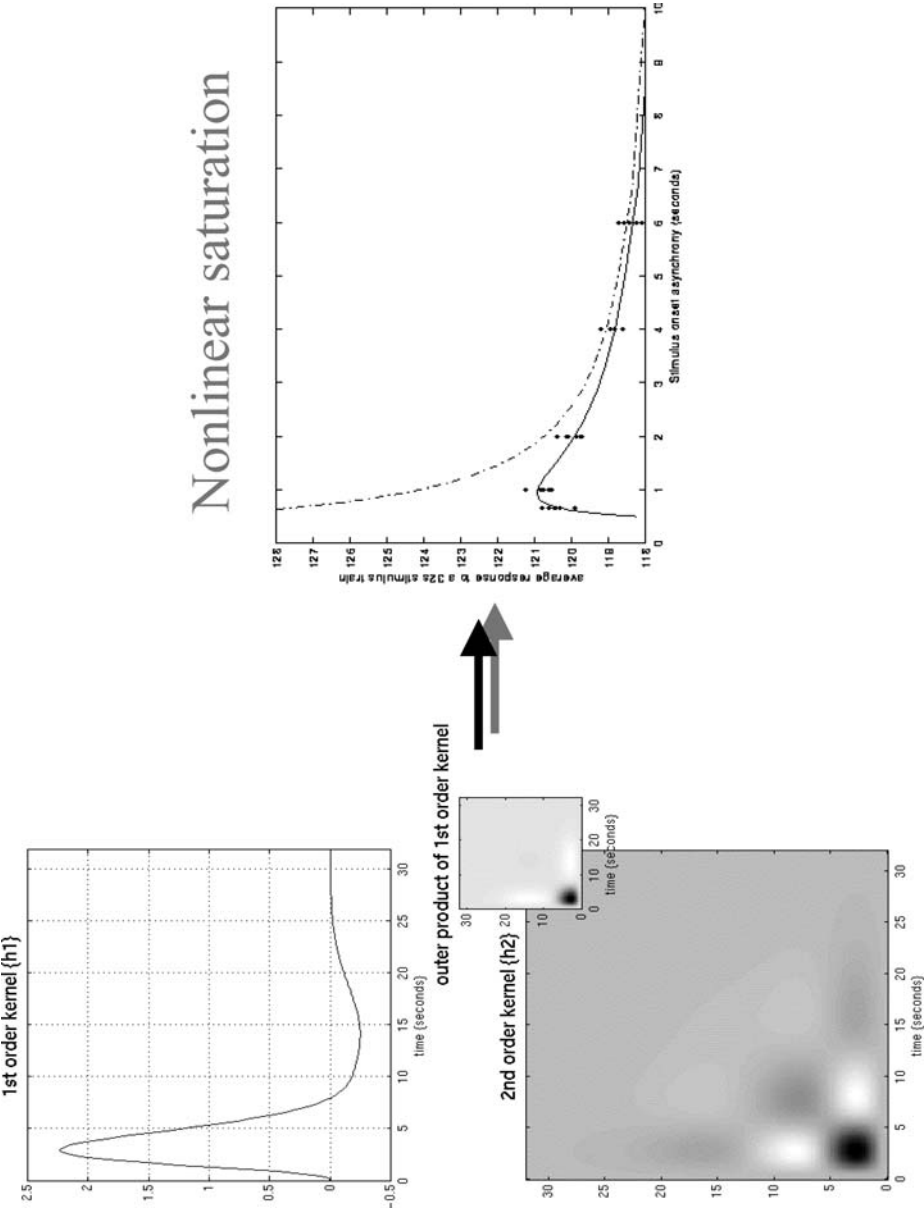 Nonlinear saturation
1st order kernel {h1}
2.5
2
1.5
1
0.5
0
-0.5
0 5 10 15 20 25 30
time {seconds}
outer product of 1st order kernel
30
20
10
0
0 10 20 30
time {seconds}
2nd order kernel {h2}
30
25
20
15
10
5
0
0 5 10 15 20 25 30
time {seconds}
average response to a 32s stimulus train
128
127
126
125
124
123
122
121
120
119
118
0 1 2 3 4 5 6 7 8 9 10
Stimulus onset asynchrony {seconds}